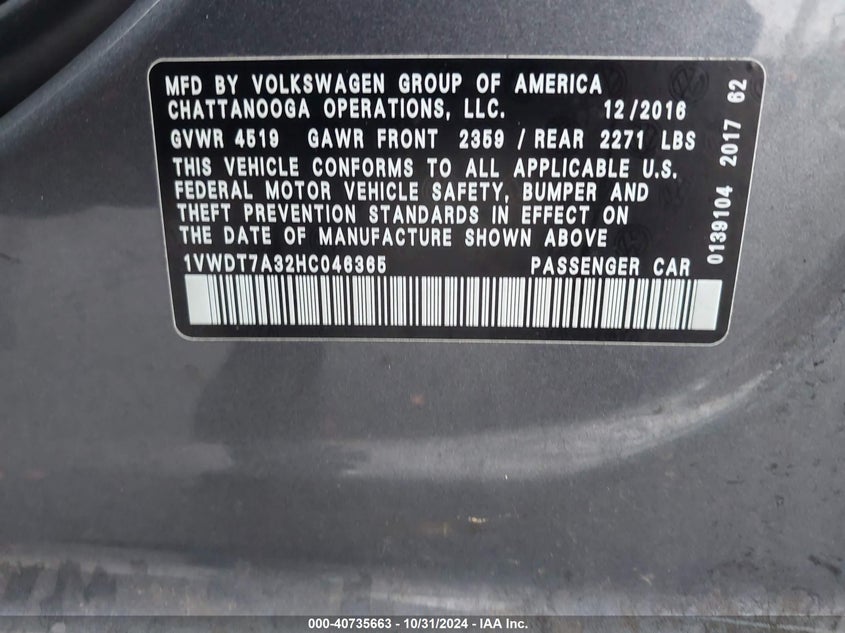 MFD BY VOLKSWAGEN GROUP OF AMERICA
CHATTANOOGA OPERATIONS, LLC. 12/2016
GVWR 4519 GAWR FRONT 2359 / REAR 2271 LBS
THIS VEHICLE CONFORMS TO ALL APPLICABLE U.S.
FEDERAL MOTOR VEHICLE SAFETY, BUMPER AND
THEFT PREVENTION STANDARDS IN EFFECT ON
THE DATE OF MANUFACTURE SHOWN ABOVE
1VWDT7A32HC046365 PASSENGER CAR
0139104 2017 62
000-40735663 - 10/31/2024 - IAA Inc.